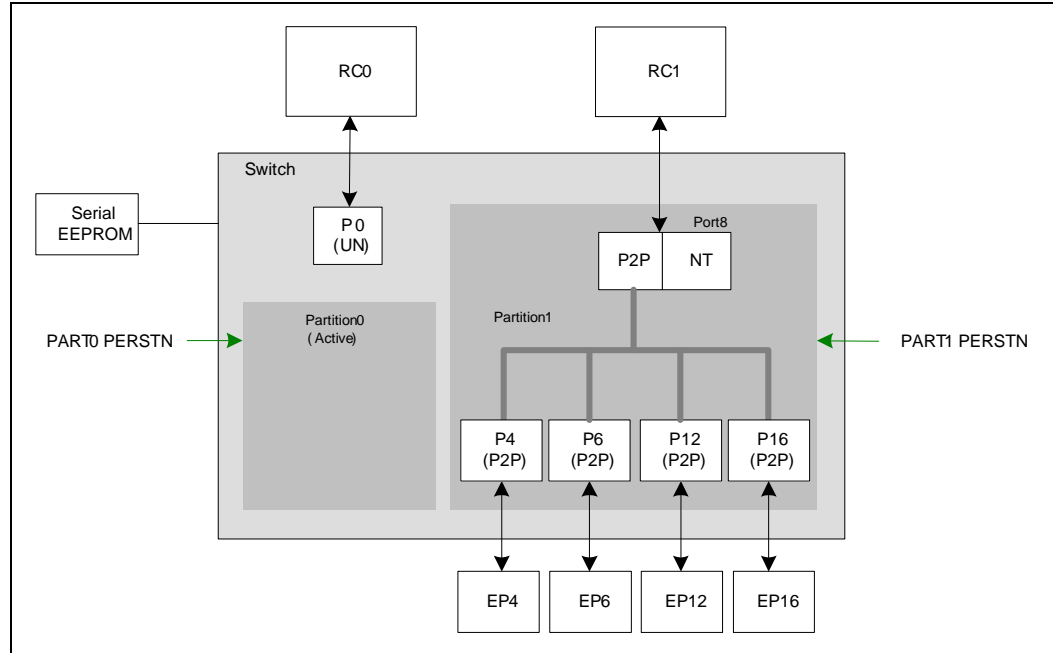 RC0
RC1
Switch
Serial
EEPROM
P0
(UN)
Port8
P2P
NT
Partition0
(Active)
Partition1
PART0 PERSTN
PART1 PERSTN
P4
(P2P)
P6
(P2P)
P12
(P2P)
P16
(P2P)
EP4
EP6
EP12
EP16